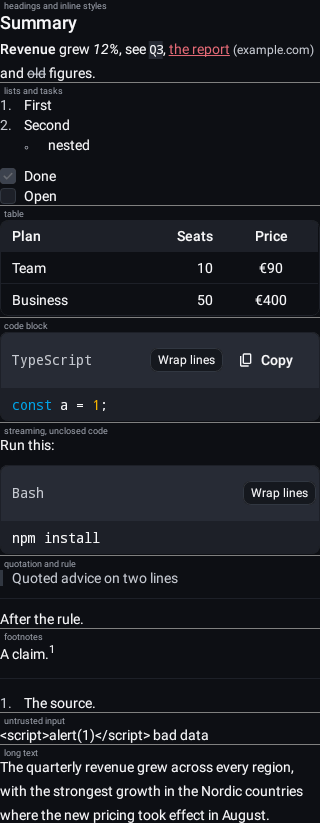 headings and inline styles
Summary
Revenue grew 12%, see Q3, the report (example.com)
and old figures.
lists and tasks
1. First
2. Second
◦ nested
Done
Open
table
Plan Seats Price
Team 10 €90
Business 50 €400
code block
TypeScript Wrap lines Copy
const a = 1;
streaming, unclosed code
Run this:
Bash Wrap lines
npm install
quotation and rule
Quoted advice on two lines
After the rule.
footnotes
A claim.1
1. The source.
untrusted input
<script>alert(1)</script> bad data
long text
The quarterly revenue grew across every region,
with the strongest growth in the Nordic countries
where the new pricing took effect in August.